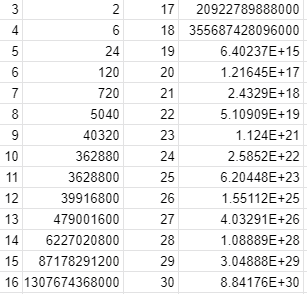 3 2 17 20922789888000
4 6 18 355687428096000
5 24 19 6.40237E+15
6 120 20 1.21645E+17
7 720 21 2.4329E+18
8 5040 22 5.10909E+19
9 40320 23 1.124E+21
10 362880 24 2.5852E+22
11 3628800 25 6.20448E+23
12 39916800 26 1.55112E+25
13 479001600 27 4.03291E+26
14 6227020800 28 1.08889E+28
15 87178291200 29 3.04888E+29
16 1307674368000 30 8.84176E+30